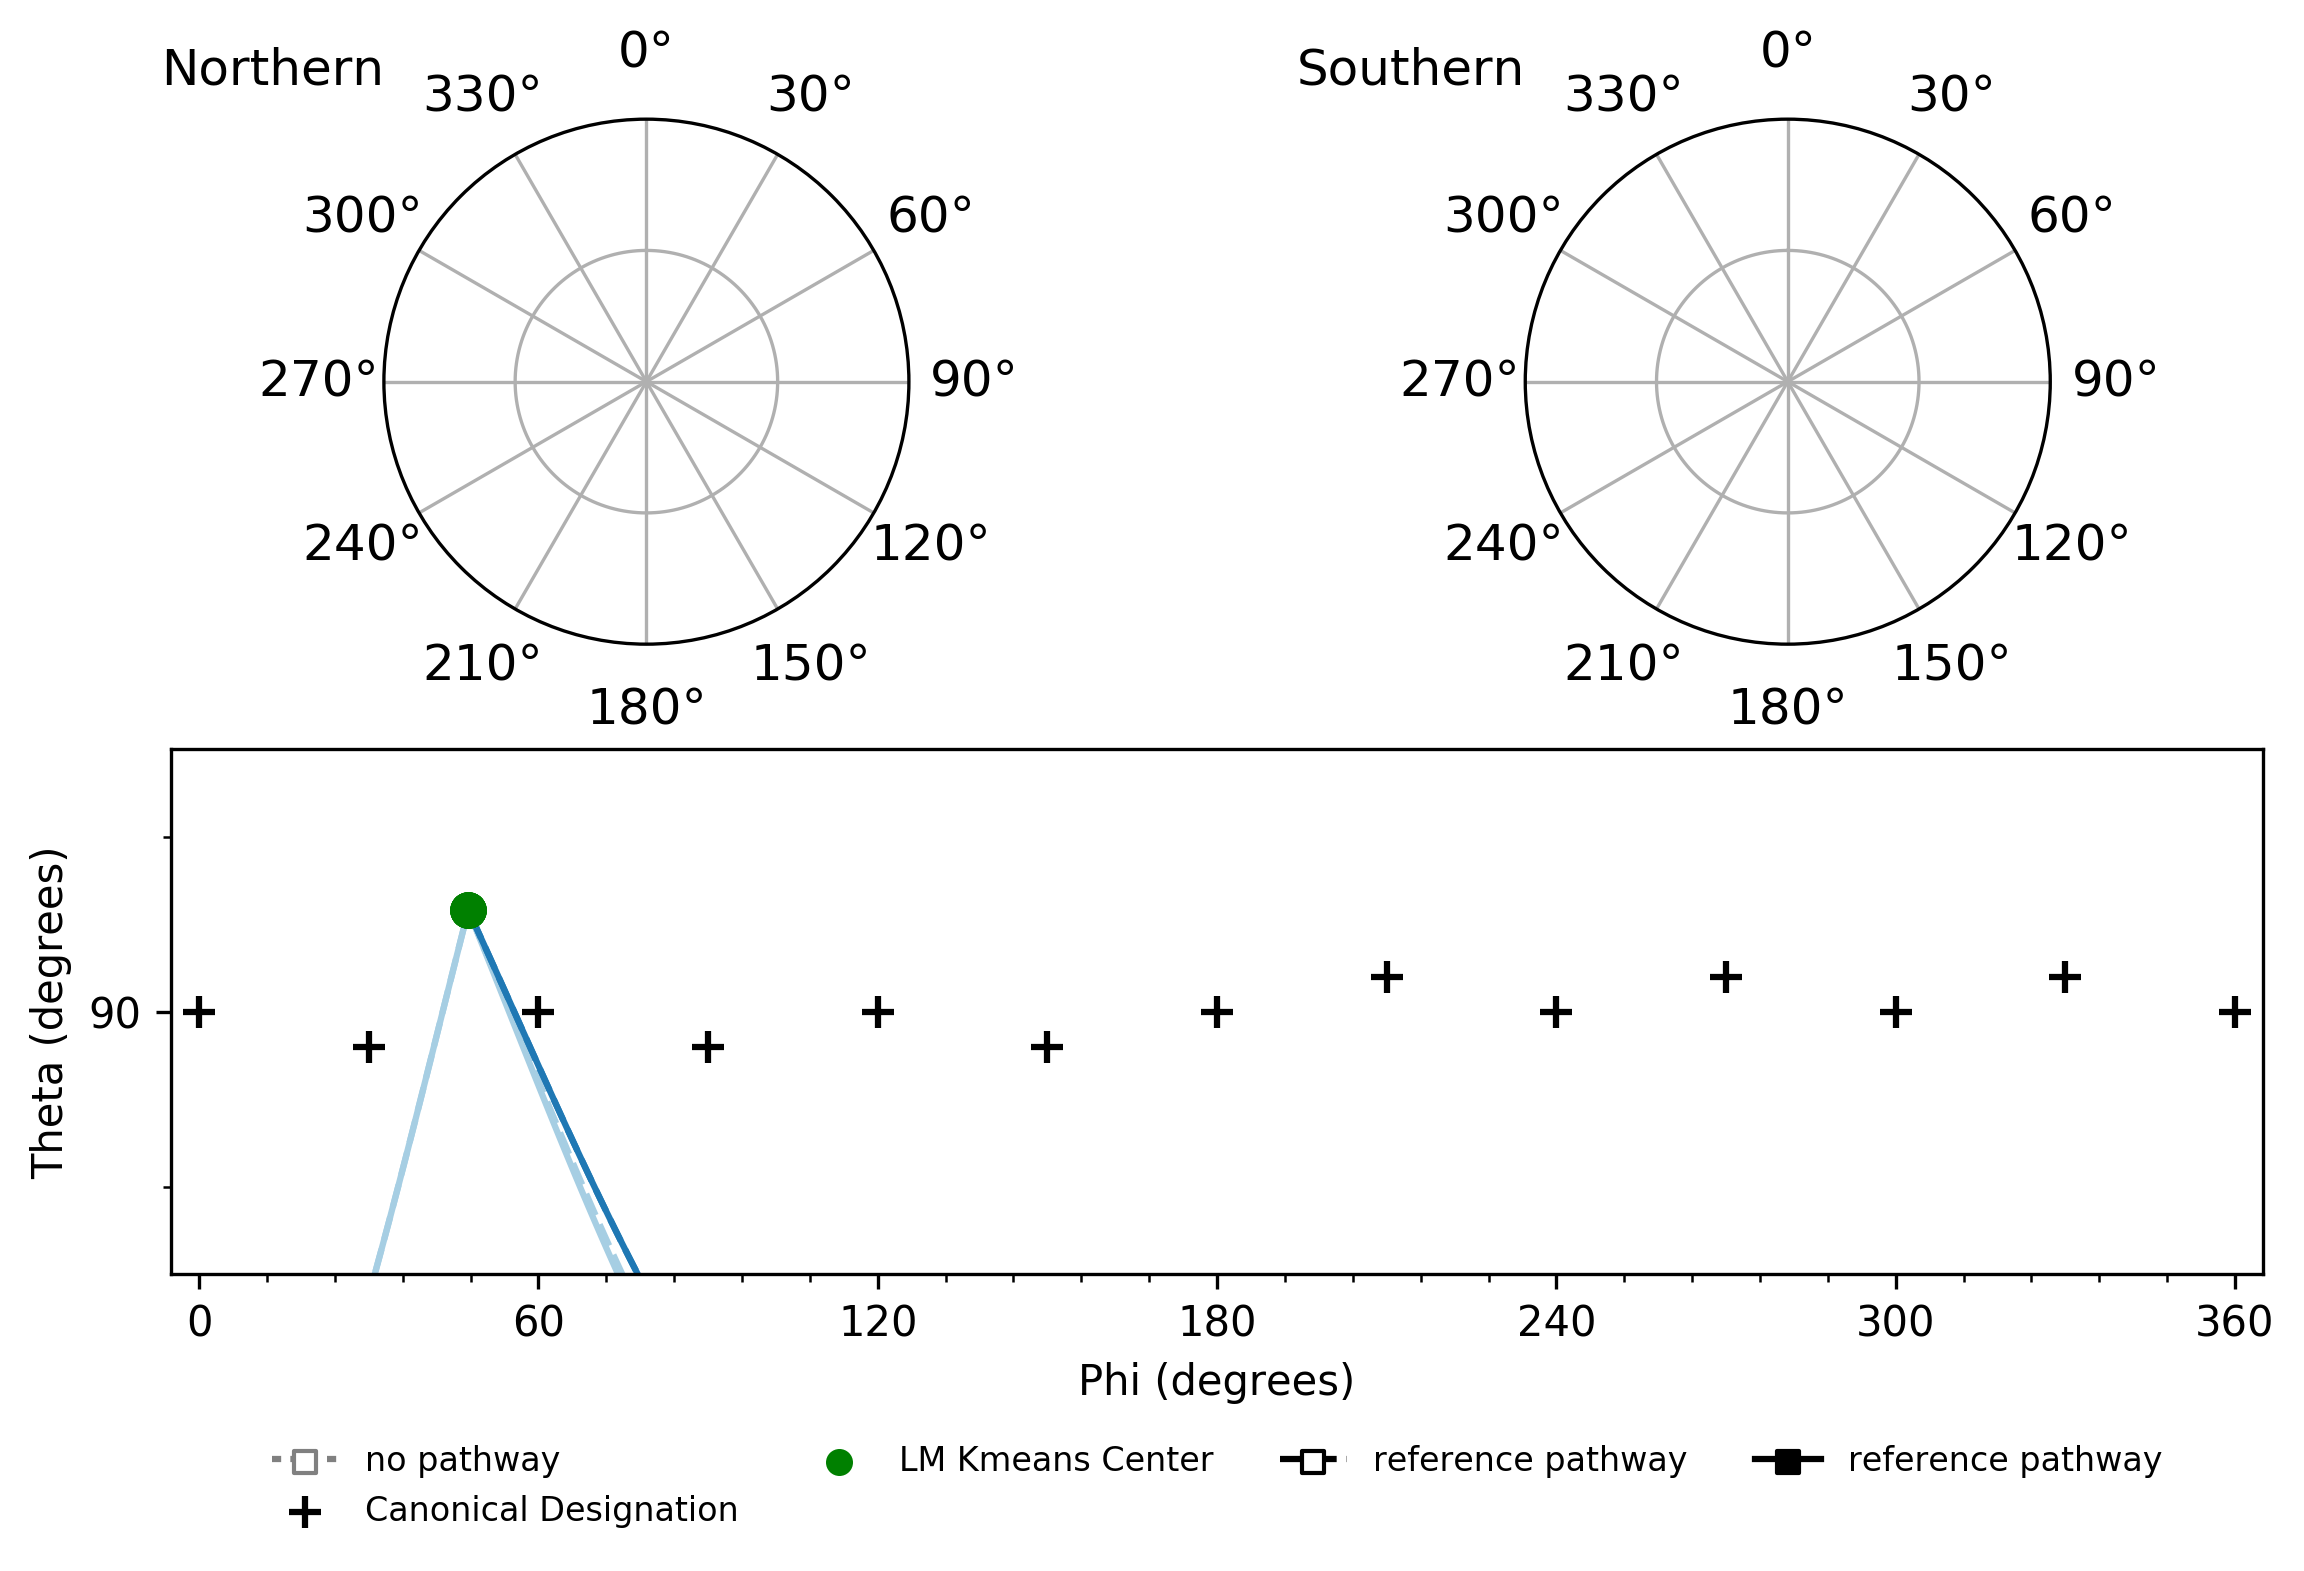 Northern
0°
30°
60°
90°
120°
150°
180°
210°
240°
270°
300°
330°
Southern
0°
30°
60°
90°
120°
150°
180°
210°
240°
270°
300°
330°
Theta (degrees)
90
0 60 120 180 240 300 360
Phi (degrees)
no pathway
Canonical Designation
LM Kmeans Center
reference pathway
reference pathway